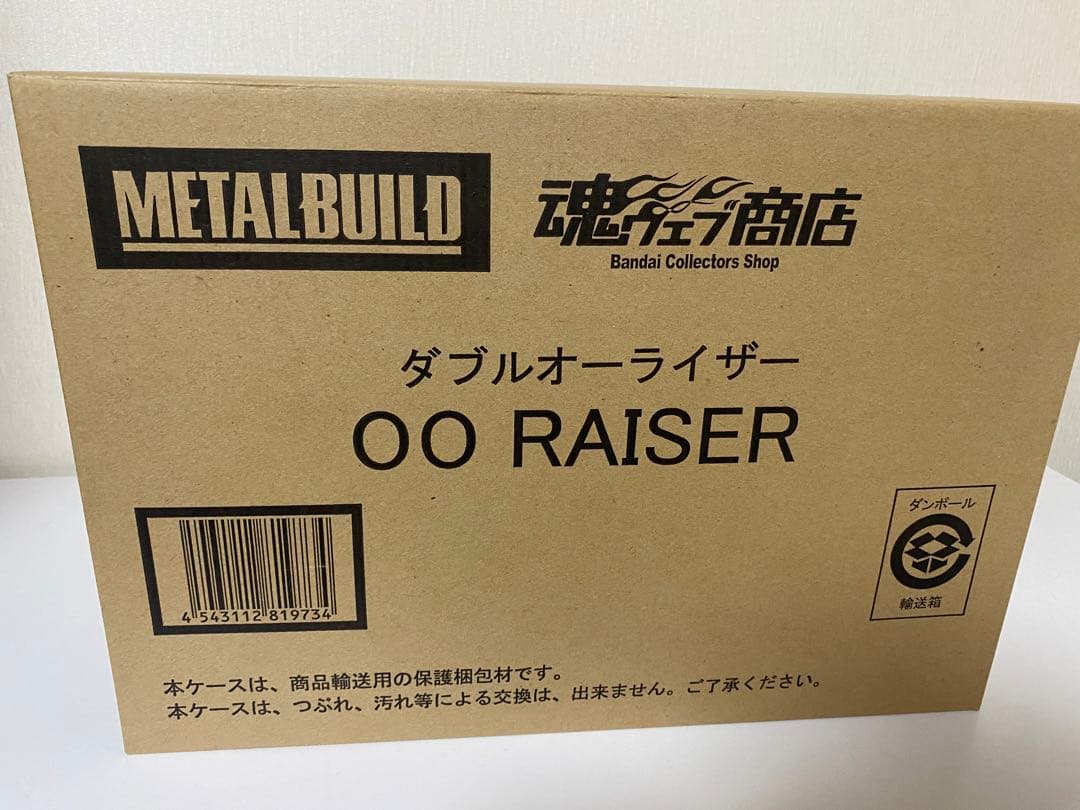 METAL BUILD
魂ウェブ商店
Bandai Collectors Shop
ダブルオーライザー
OO RAISER
4 543112 819734
ダンボール
輸送箱
本ケースは、商品輸送用の保護梱包材です。
本ケースは、つぶれ、汚れ等による交換は、出来ません。ご了承ください。